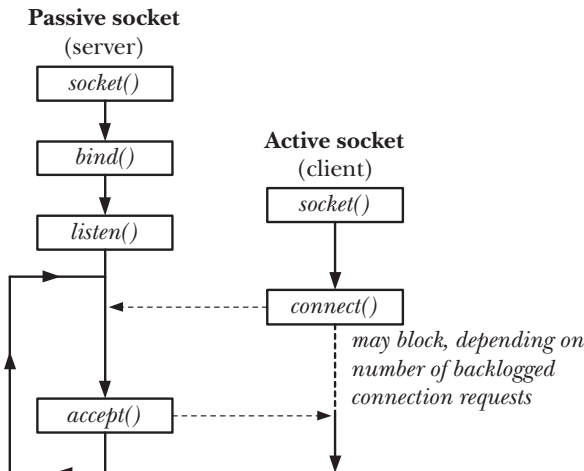 Passive socket
(server)
socket()
bind()
listen()
accept()
Active socket
(client)
socket()
connect()
may block, depending on
number of backlogged
connection requests